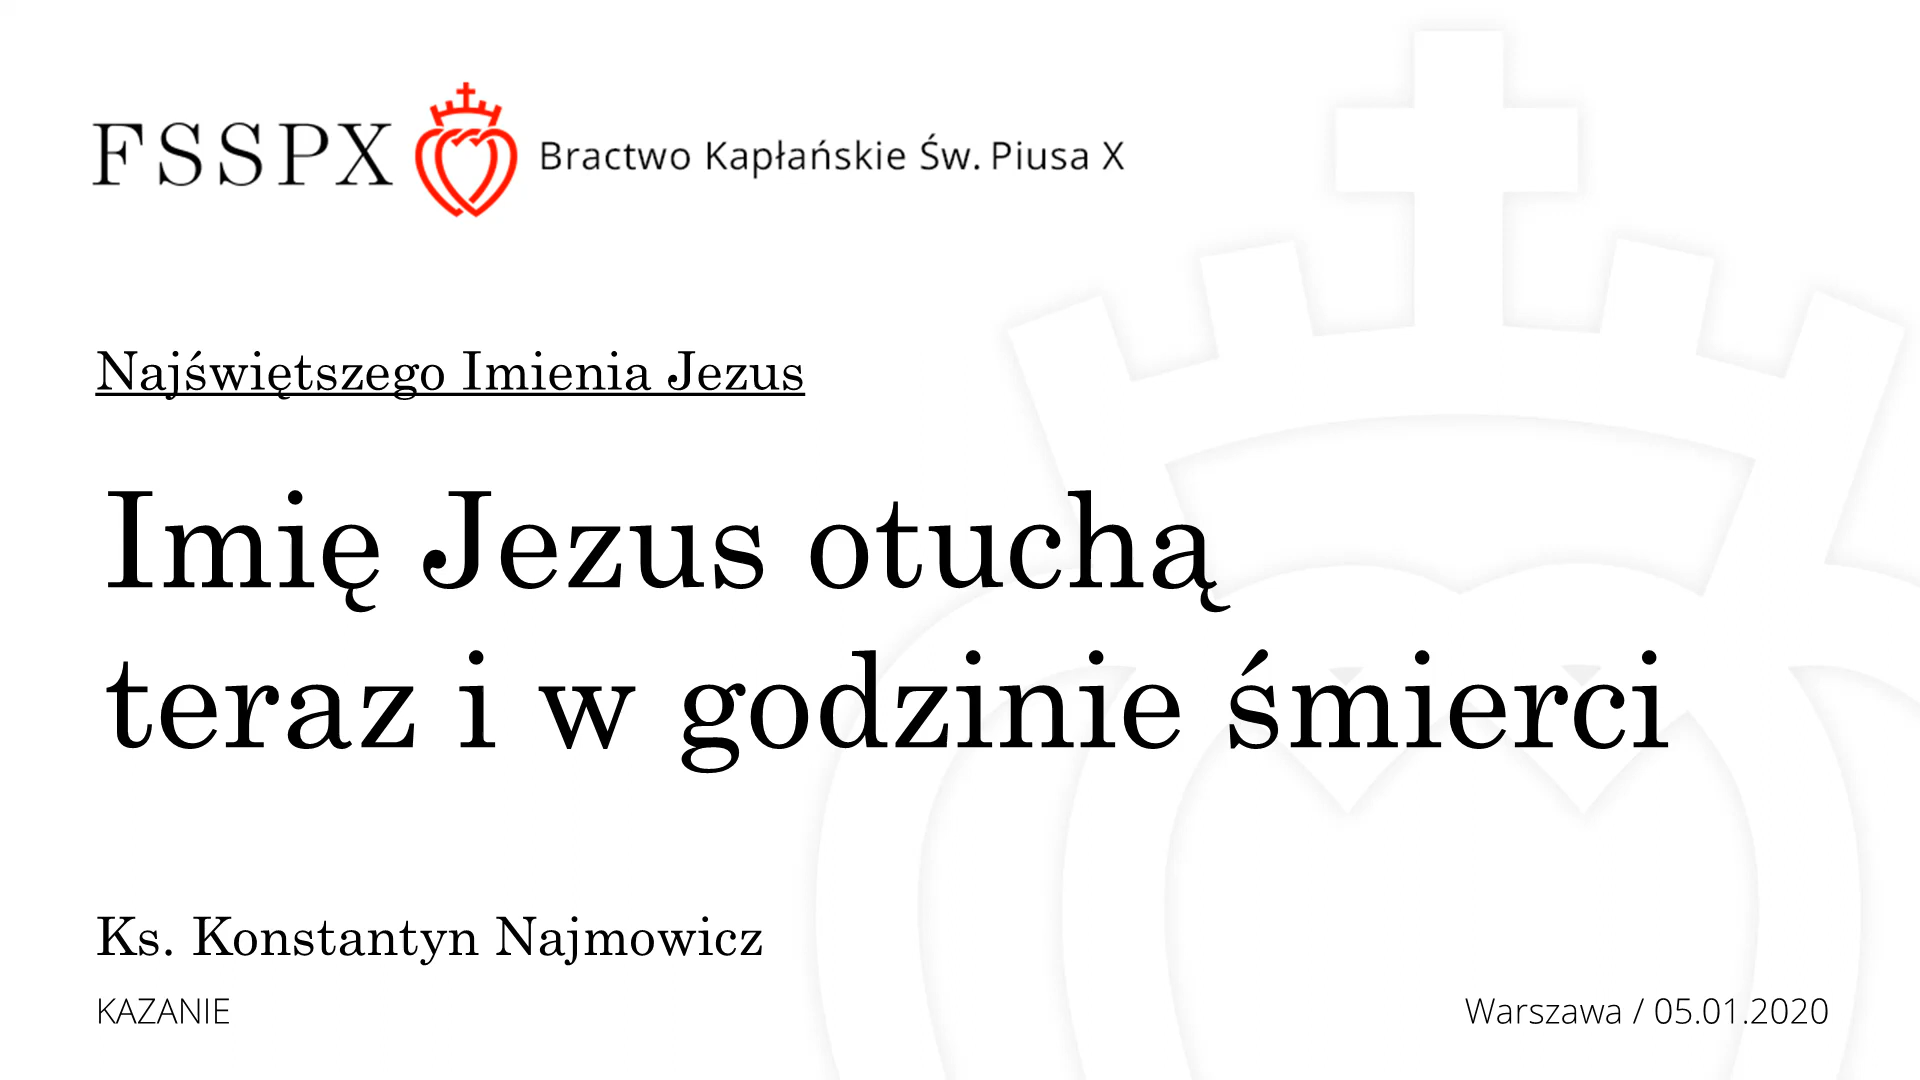 FSSPX Bractwo Kapłańskie Św. Piusa X
Najświętszego Imienia Jezus
Imię Jezus otuchą
teraz i w godzinie śmierci
Ks. Konstantyn Najmowicz
KAZANIE
Warszawa / 05.01.2020